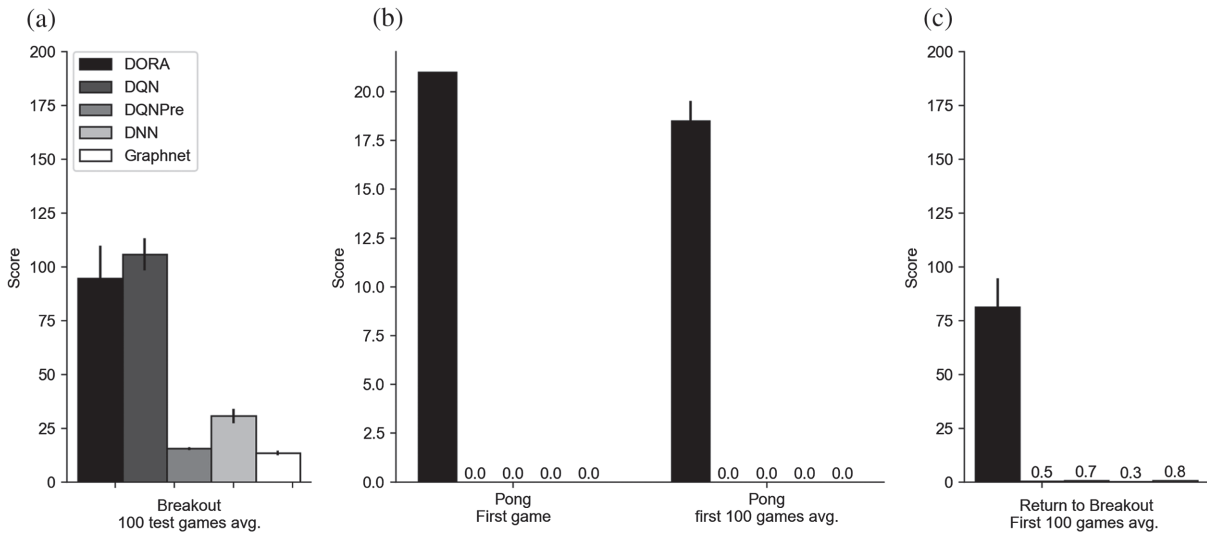 (a)
200
175
150
125
100
75
50
25
0
Score
DORA
DQN
DQNPre
DNN
Graphnet
Breakout
100 test games avg.
(b)
20.0
17.5
15.0
12.5
10.0
7.5
5.0
2.5
0.0
Score
0.0 0.0 0.0 0.0
0.0 0.0 0.0 0.0
Pong
First game
Pong
first 100 games avg.
(c)
200
175
150
125
100
75
50
25
0
Score
0.5 0.7 0.3 0.8
Return to Breakout
First 100 games avg.